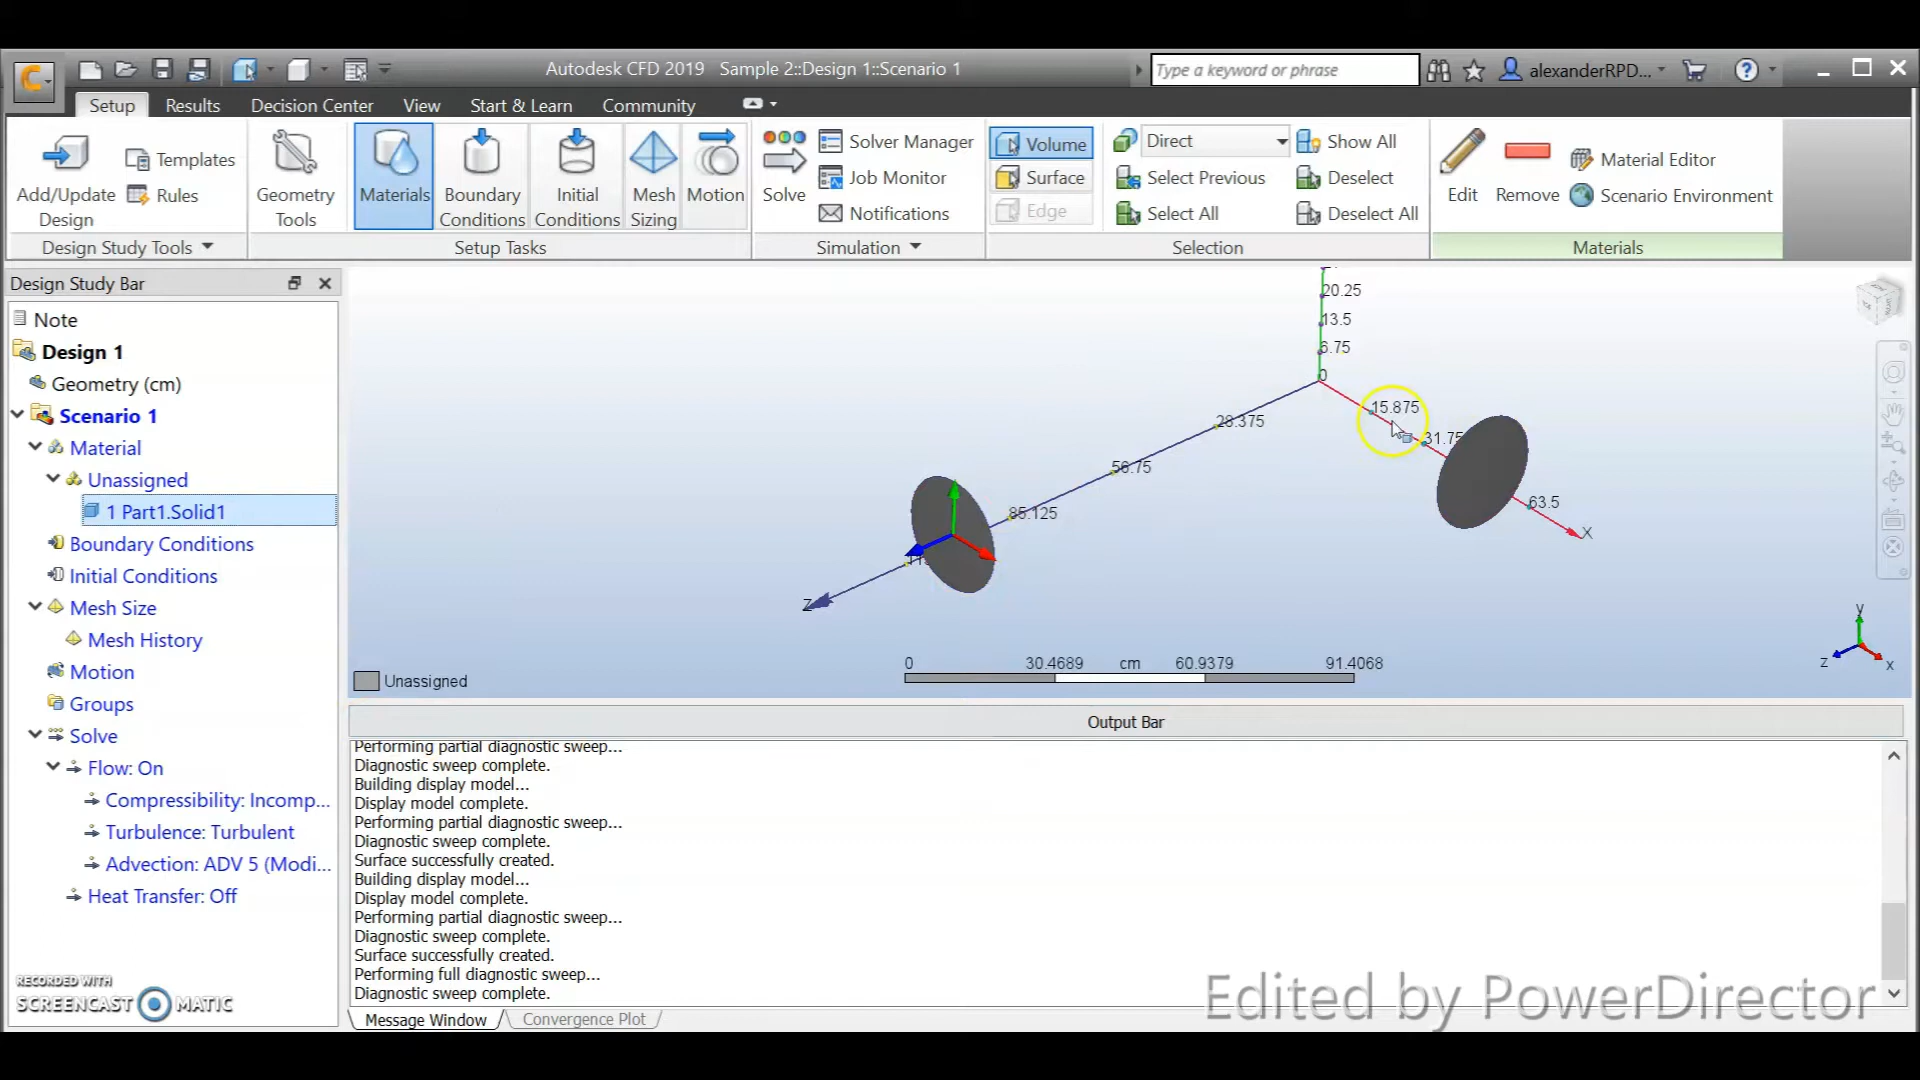 Autodesk CFD 2019 Sample 2::Design 1::Scenario 1
Type a keyword or phrase
alexanderRPD...
Setup Results Decision Center View Start & Learn Community
Add/Update
Design
Templates
Rules
Design Study Tools
Geometry
Tools
Materials
Boundary
Conditions
Initial
Conditions
Mesh
Sizing
Motion
Setup Tasks
Solve
Solver Manager
Job Monitor
Notifications
Simulation
Volume
Surface
Edge
Direct
Select Previous
Select All
Show All
Deselect
Deselect All
Selection
Edit
Remove
Material Editor
Scenario Environment
Materials
Design Study Bar
Note
Design 1
Geometry (cm)
Scenario 1
Material
Unassigned
1 Part1.Solid1
Boundary Conditions
Initial Conditions
Mesh Size
Mesh History
Motion
Groups
Solve
Flow: On
Compressibility: Incomp...
Turbulence: Turbulent
Advection: ADV 5 (Modi...
Heat Transfer: Off
20.25
13.5
6.75
0
15.875
31.75
63.5
X
28.375
56.75
85.125
Z
0 30.4689 cm 60.9379 91.4068
Unassigned
y
z
x
Output Bar
Performing partial diagnostic sweep...
Diagnostic sweep complete.
Building display model...
Display model complete.
Performing partial diagnostic sweep...
Diagnostic sweep complete.
Surface successfully created.
Building display model...
Display model complete.
Performing partial diagnostic sweep...
Diagnostic sweep complete.
Surface successfully created.
Performing full diagnostic sweep...
Diagnostic sweep complete.
Message Window Convergence Plot
RECORDED WITH
SCREENCAST MATIC
Edited by PowerDirector